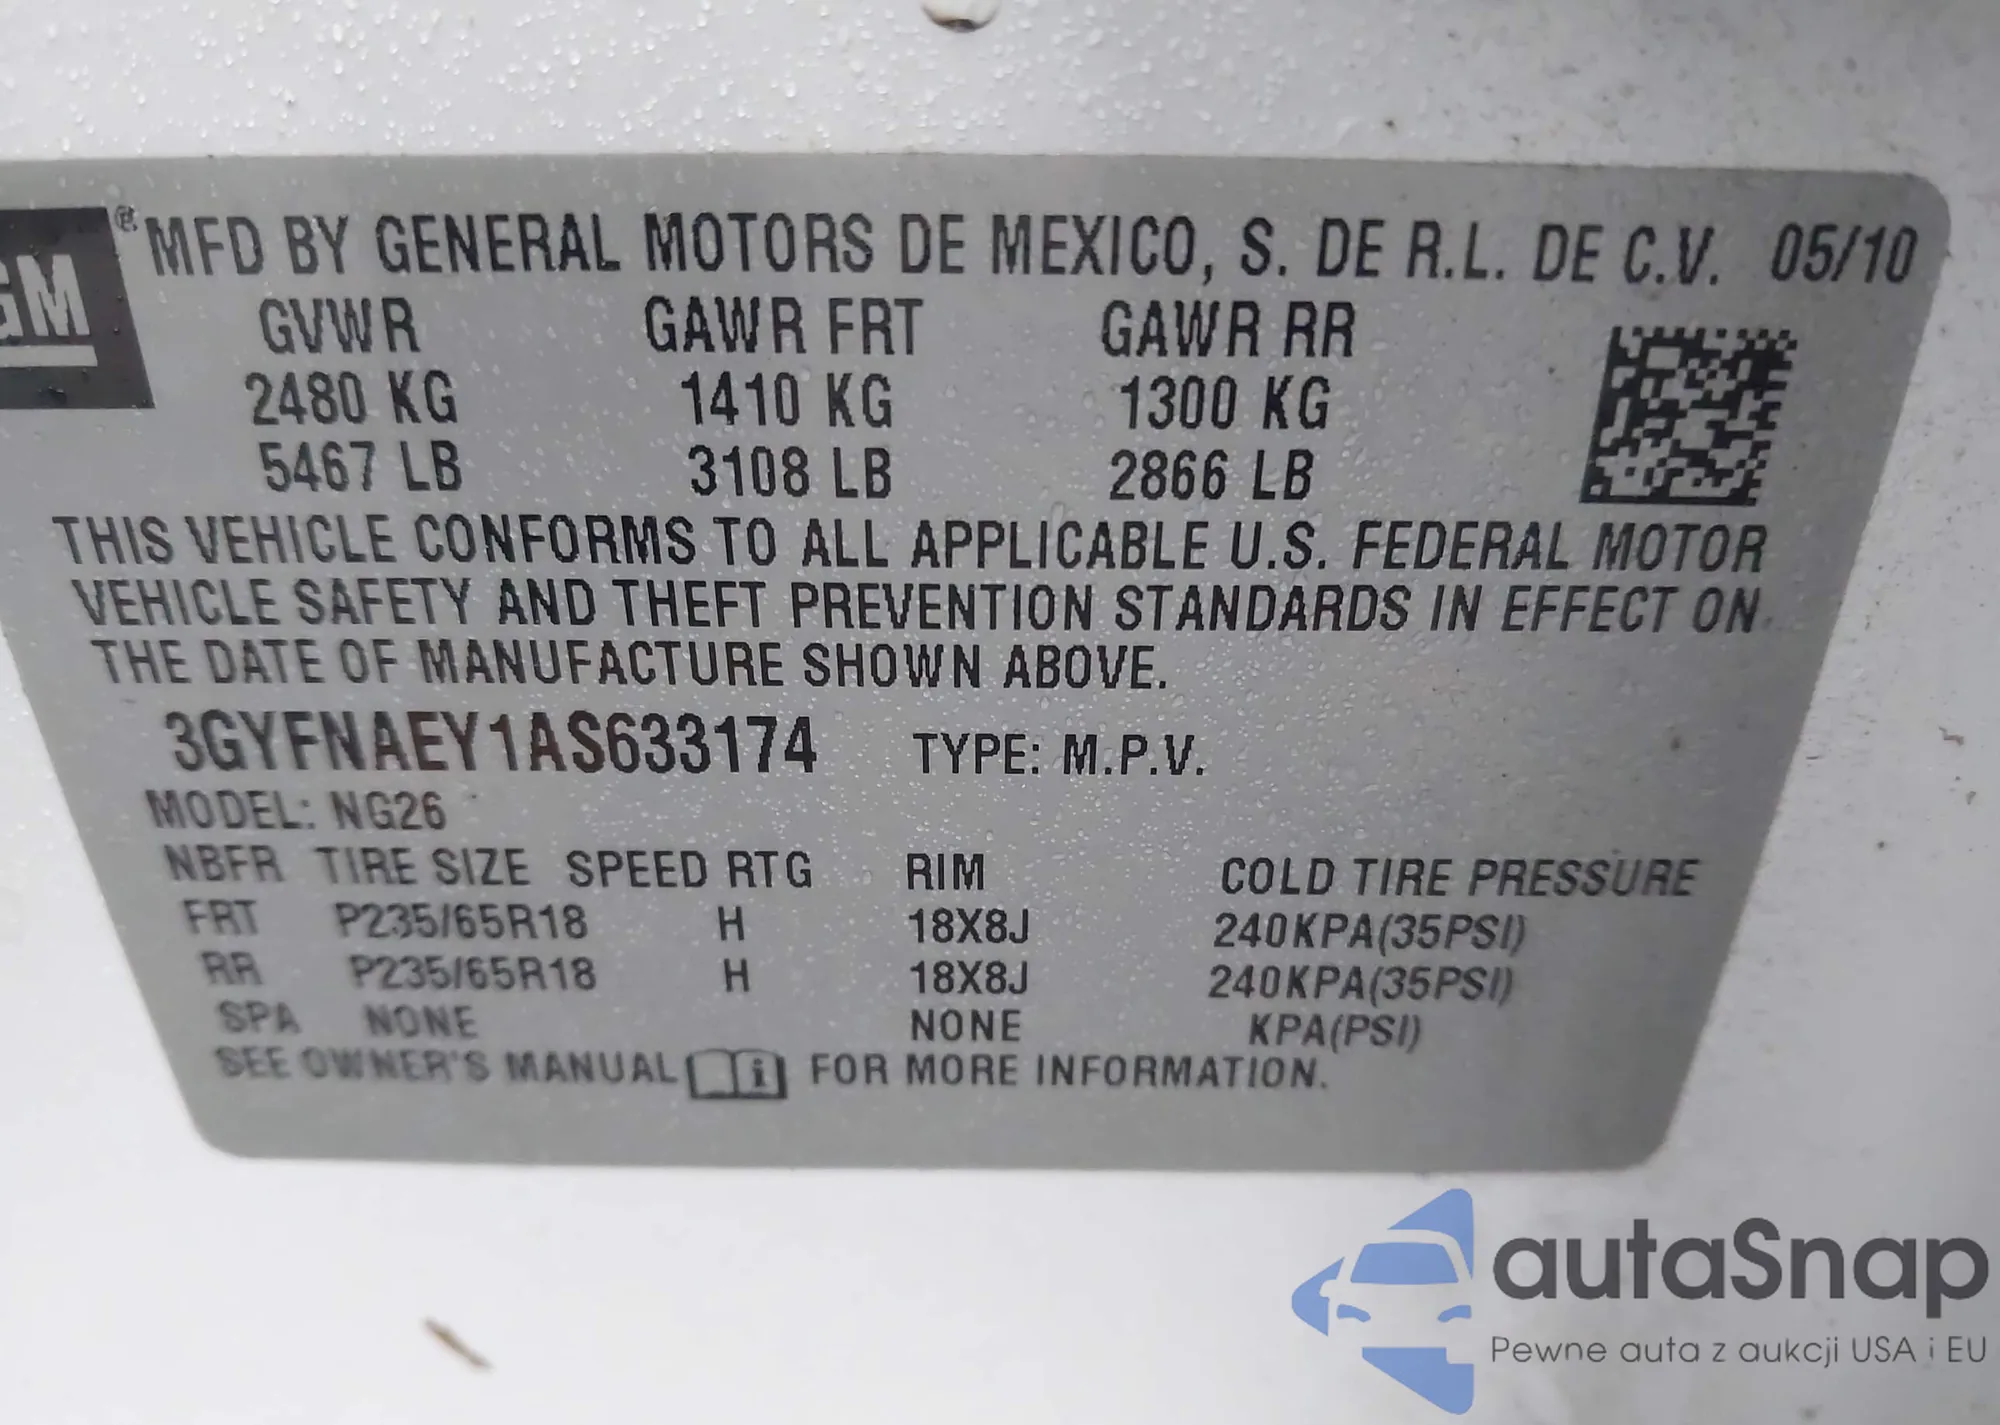 GM® MFD BY GENERAL MOTORS DE MEXICO, S. DE R.L. DE C.V. 05/10
GVWR GAWR FRT GAWR RR
2480 KG 1410 KG 1300 KG
5467 LB 3108 LB 2866 LB
THIS VEHICLE CONFORMS TO ALL APPLICABLE U.S. FEDERAL MOTOR
VEHICLE SAFETY AND THEFT PREVENTION STANDARDS IN EFFECT ON
THE DATE OF MANUFACTURE SHOWN ABOVE.
3GYFNAEY1AS633174 TYPE: M.P.V.
MODEL: NG26
NBFR TIRE SIZE SPEED RTG RIM COLD TIRE PRESSURE
FRT P235/65R18 H 18X8J 240KPA(35PSI)
RR P235/65R18 H 18X8J 240KPA(35PSI)
SPA NONE NONE KPA(PSI)
SEE OWNER'S MANUAL i FOR MORE INFORMATION.
autaSnap
Pewne auta z aukcji USA i EU